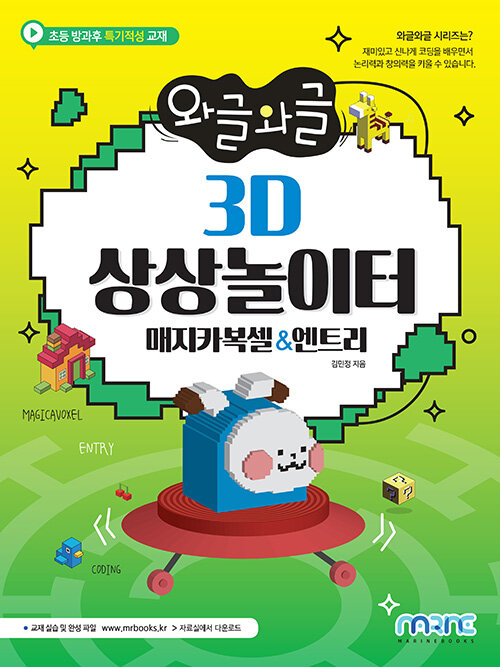 초등 방과후 특기적성 교재
와글와글 시리즈는?
재미있고 신나게 코딩을 배우면서
논리력과 창의력을 키울 수 있습니다.
와글와글
3D
상상놀이터
매지카복셀&엔트리
김민정 지음
MAGICAVOXEL
ENTRY
CODING
?
• 교재 실습 및 완성 파일 www.mrbooks.kr > 자료실에서 다운로드
MARINE
MARINEBOOKS